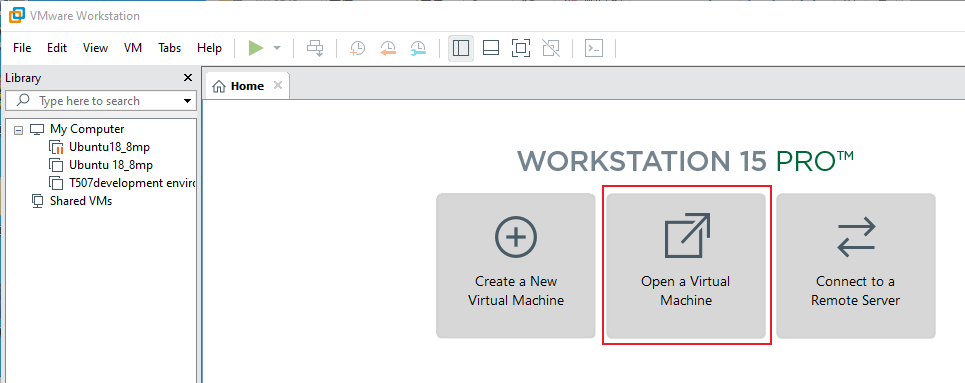 VMware Workstation
File Edit View VM Tabs Help
Library
Type here to search
My Computer
Ubuntu18_8mp
Ubuntu 18_8mp
T507development enviro
Shared VMs
Home
WORKSTATION 15 PRO™
Create a New
Virtual Machine
Open a Virtual
Machine
Connect to a
Remote Server